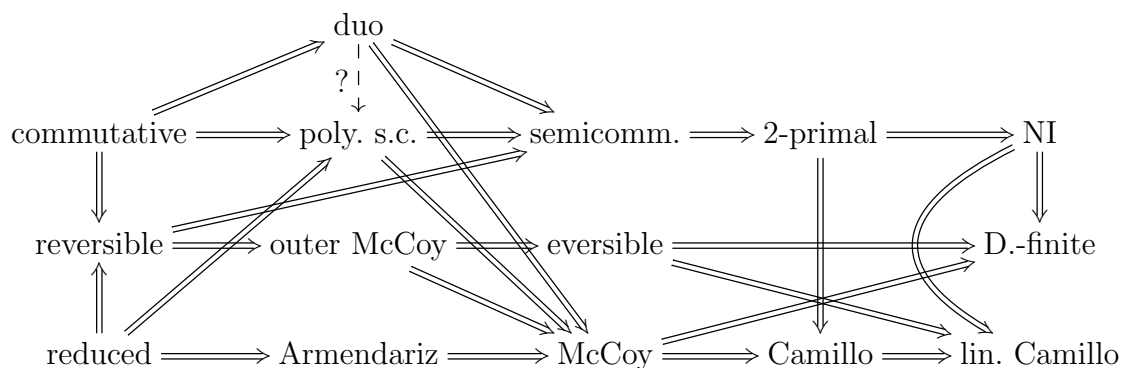 duo
?
commutative poly. s.c. semicomm. 2-primal NI
reversible outer McCoy eversible D.-finite
reduced Armendariz McCoy Camillo lin. Camillo